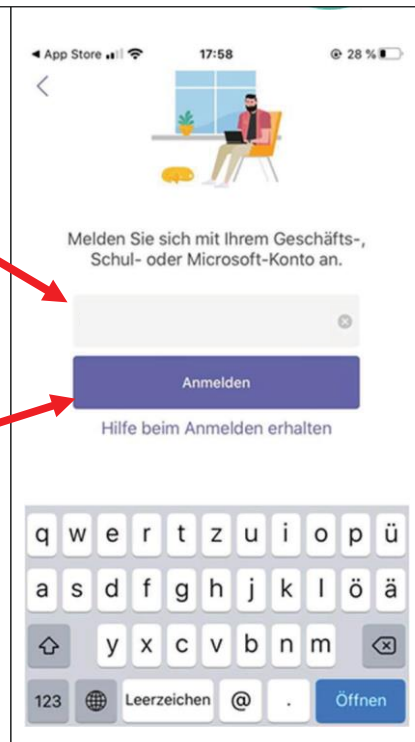 ◀ App Store 17:58 28 %
Melden Sie sich mit Ihrem Geschäfts-,
Schul- oder Microsoft-Konto an.
Anmelden
Hilfe beim Anmelden erhalten
q w e r t z u i o p ü
a s d f g h j k l ö ä
y x c v b n m
123 Leerzeichen @ . Öffnen